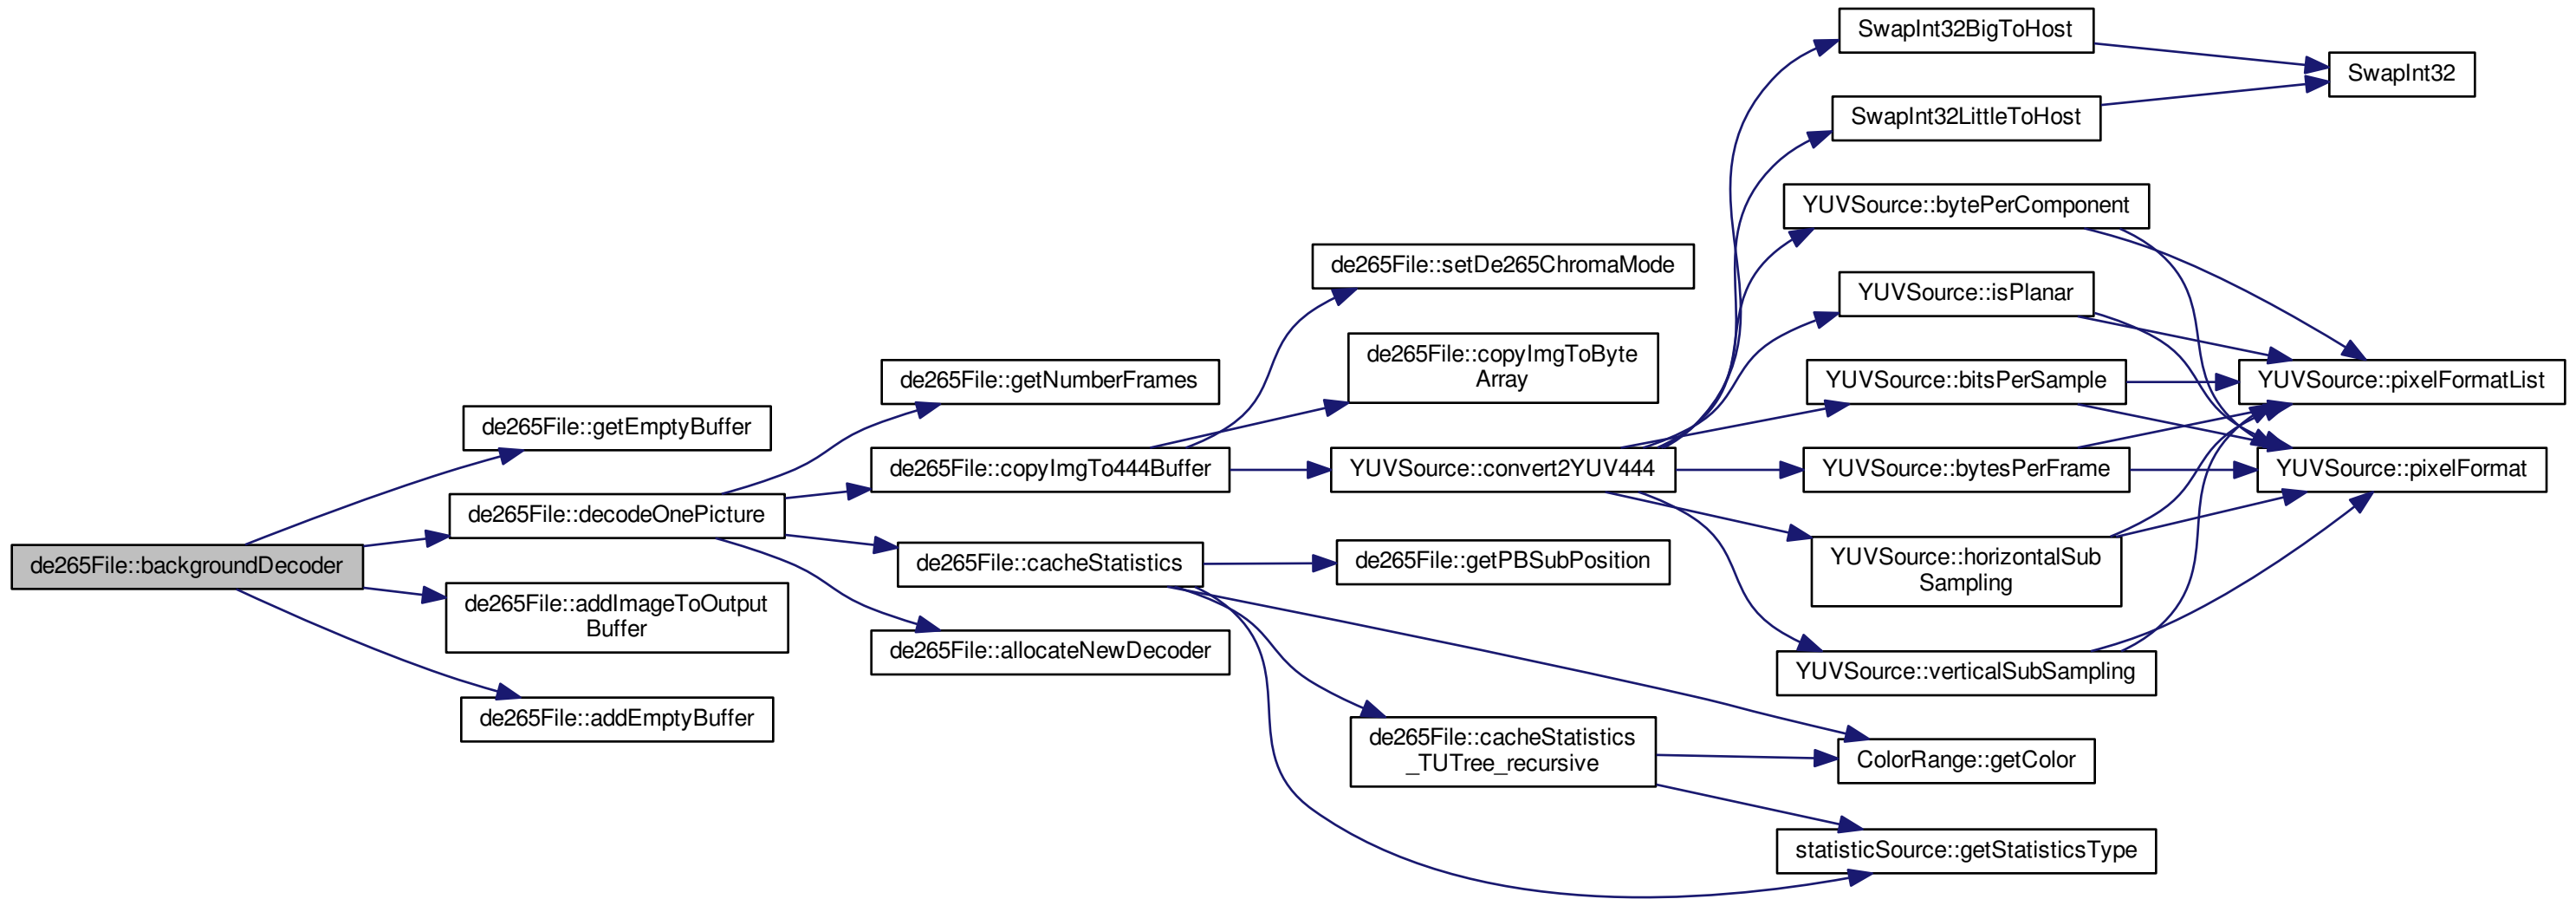 de265File::backgroundDecoder
de265File::getEmptyBuffer
de265File::decodeOnePicture
de265File::addImageToOutput
Buffer
de265File::addEmptyBuffer
de265File::getNumberFrames
de265File::copyImgTo444Buffer
de265File::cacheStatistics
de265File::allocateNewDecoder
de265File::setDe265ChromaMode
de265File::copyImgToByte
Array
YUVSource::convert2YUV444
de265File::getPBSubPosition
de265File::cacheStatistics
_TUTree_recursive
SwapInt32BigToHost
SwapInt32LittleToHost
YUVSource::bytePerComponent
YUVSource::isPlanar
YUVSource::bitsPerSample
YUVSource::bytesPerFrame
YUVSource::horizontalSub
Sampling
YUVSource::verticalSubSampling
ColorRange::getColor
statisticSource::getStatisticsType
SwapInt32
YUVSource::pixelFormatList
YUVSource::pixelFormat